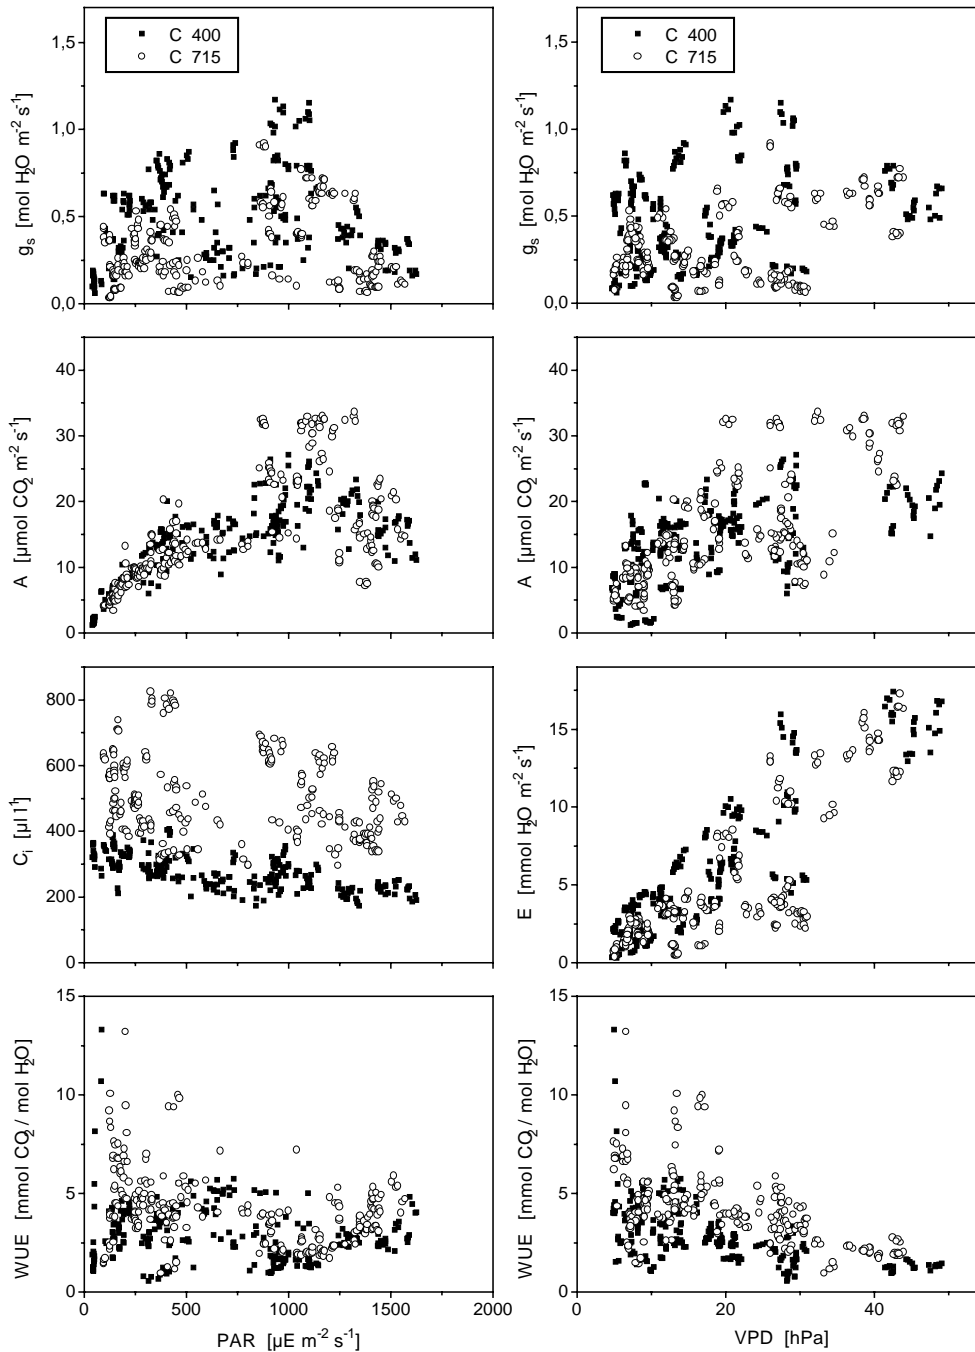 C 400
C 715
1,5
1,0
0,5
0,0
gₛ [mol H₂O m⁻² s⁻¹]
C 400
C 715
1,5
1,0
0,5
0,0
gₛ [mol H₂O m⁻² s⁻¹]
40
30
20
10
0
A [µmol CO₂ m⁻² s⁻¹]
40
30
20
10
0
A [µmol CO₂ m⁻² s⁻¹]
800
600
400
200
0
Cᵢ [µl l⁻¹]
15
10
5
0
E [mmol H₂O m⁻² s⁻¹]
15
10
5
0
WUE [mmol CO₂ / mol H₂O]
0 500 1000 1500 2000
PAR [µE m⁻² s⁻¹]
15
10
5
0
WUE [mmol CO₂ / mol H₂O]
0 20 40
VPD [hPa]